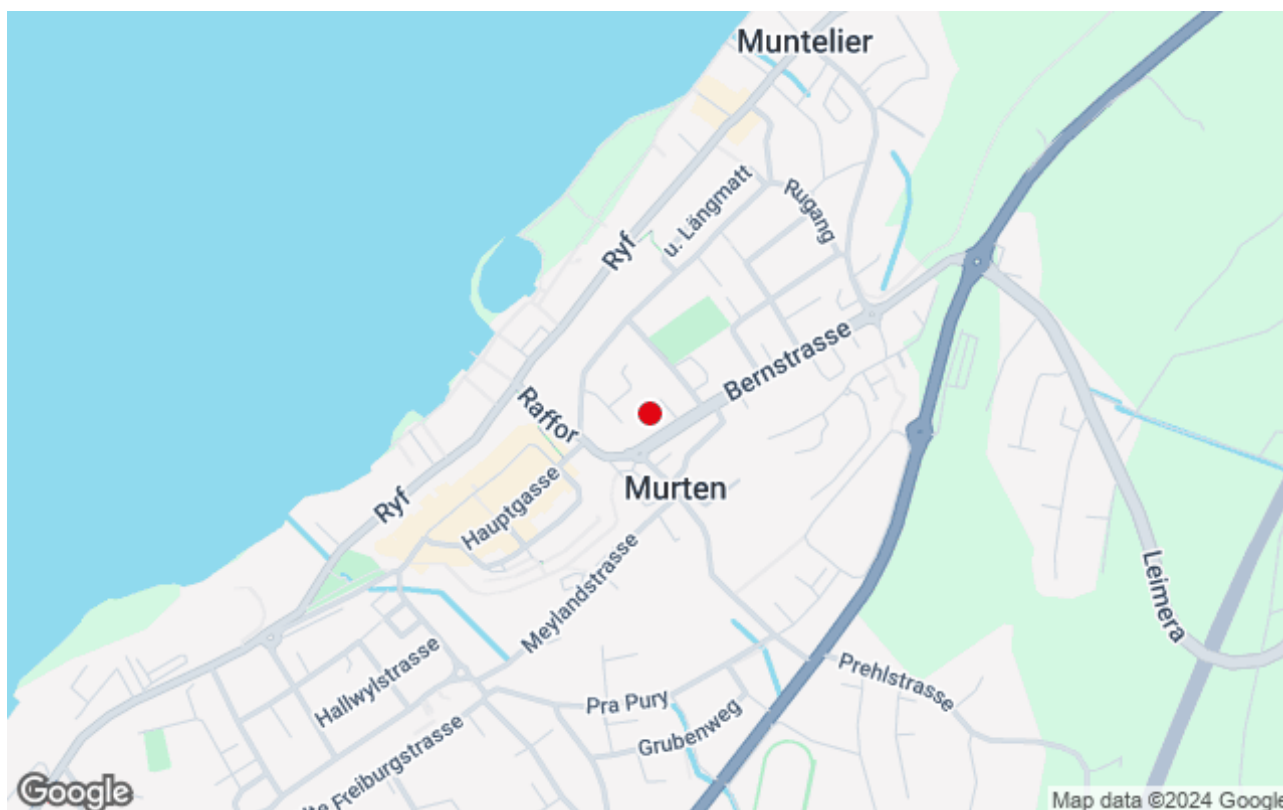 Muntelier
Rugang
u. Längmatt
Ryf
Bernstrasse
Raffor
Murten
Hauptgasse
Ryf
Leimera
Meylandstrasse
Prehlstrasse
Hallwylstrasse
Pra Pury
Grubenweg
lte Freiburgstrasse
Google
Map data ©2024 Google